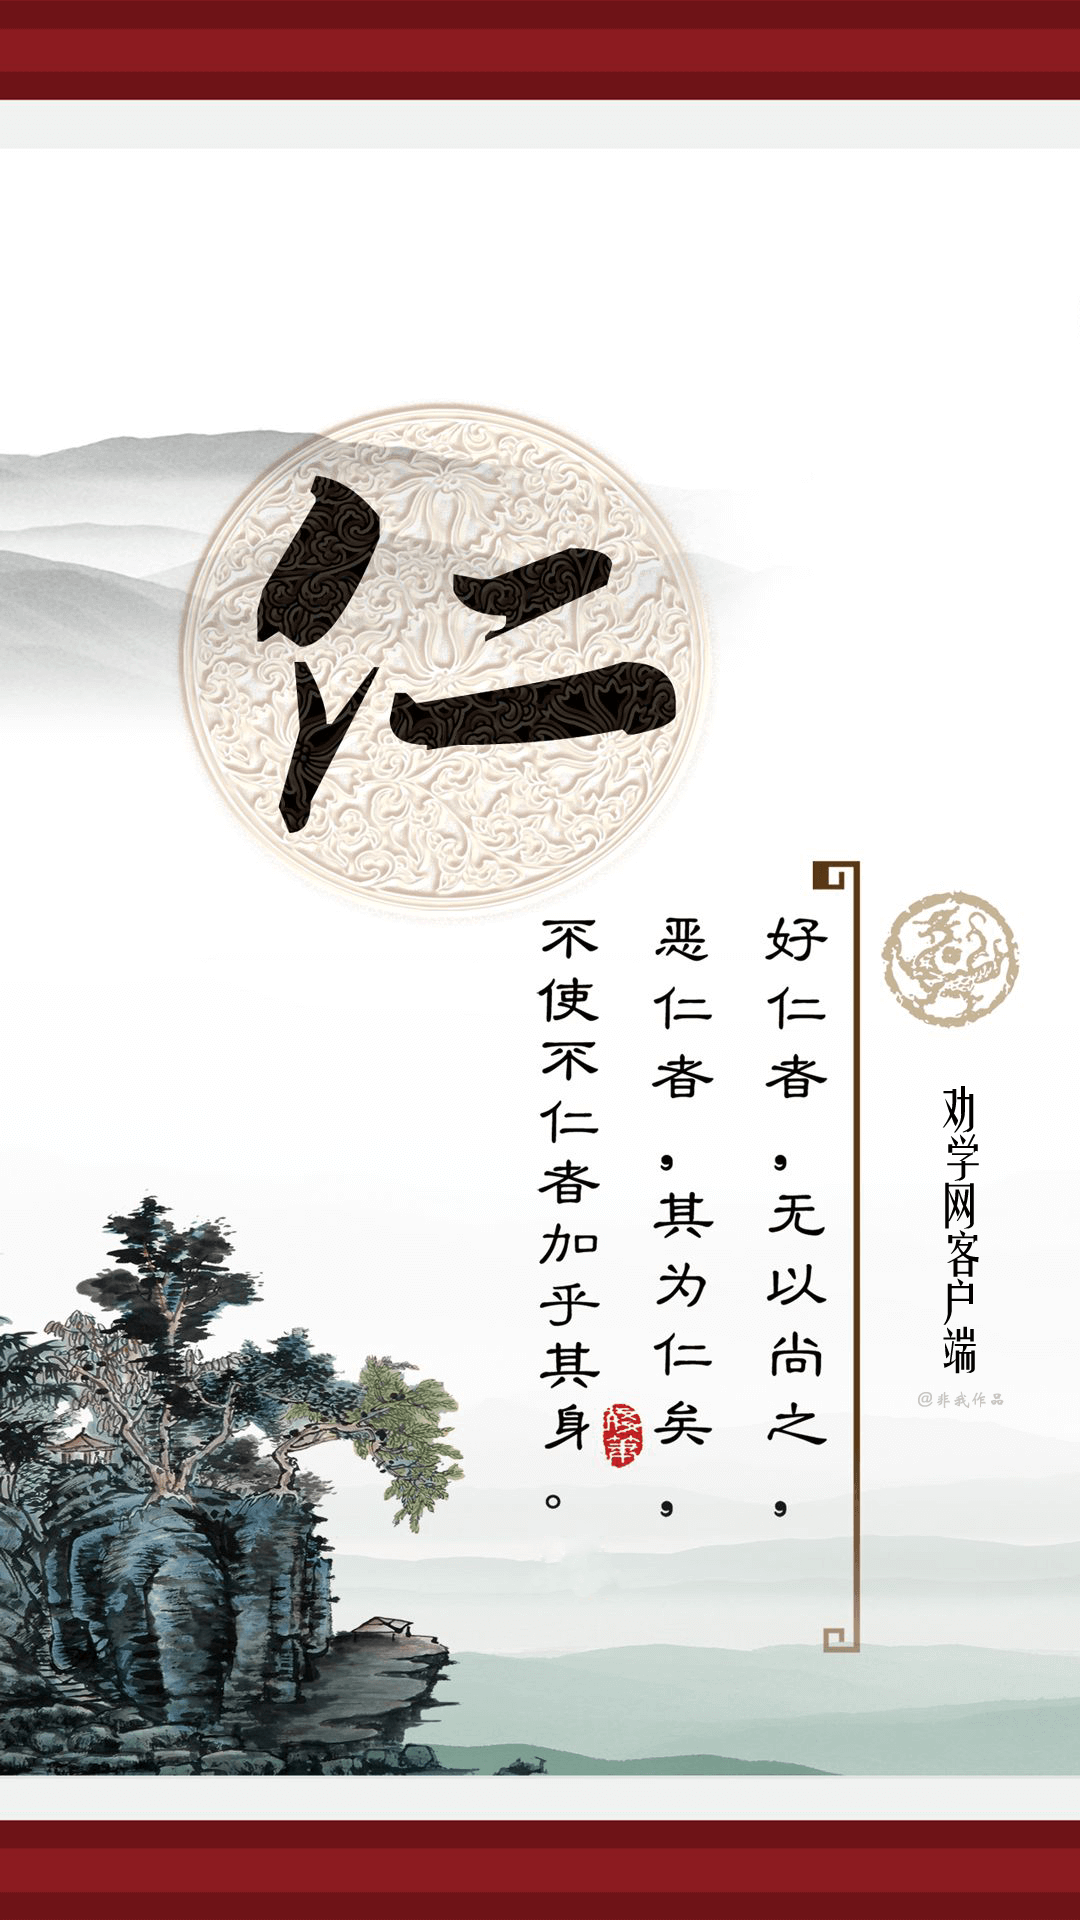 仁
劝学网客户端
@非我作品
好仁者，无以尚之，
恶仁者，其为仁矣，
不使不仁者加乎其身。